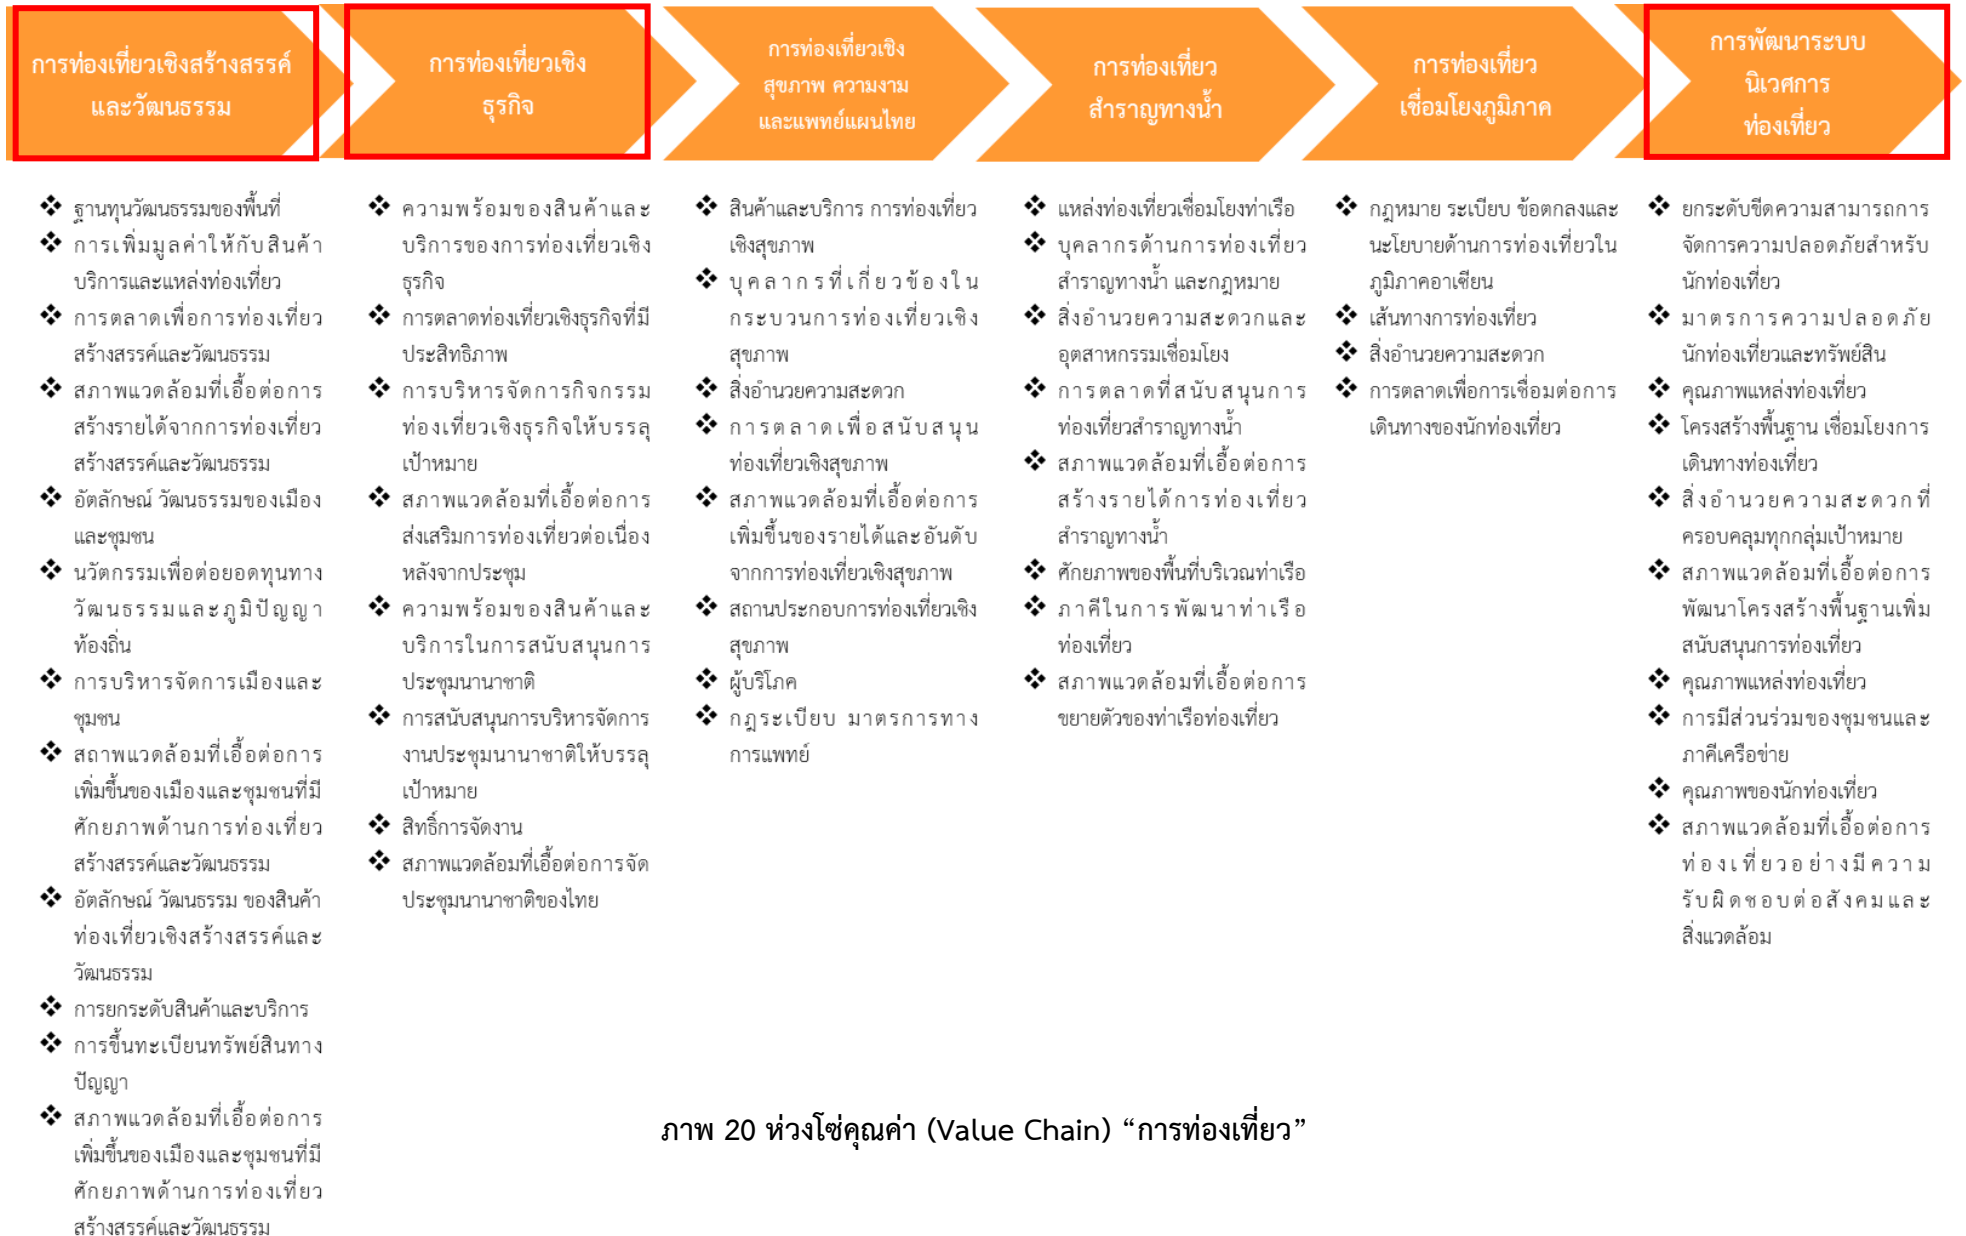 การท่องเที่ยวเชิงสร้างสรรค์
และวัฒนธรรม
❖ ฐานทุนวัฒนธรรมของพื้นที่
❖ การเพิ่มมูลค่าให้กับสินค้า
บริการและแหล่งท่องเที่ยว
❖ การตลาดเพื่อการท่องเที่ยว
สร้างสรรค์และวัฒนธรรม
❖ สภาพแวดล้อมที่เอื้อต่อการ
สร้างรายได้จากการท่องเที่ยว
สร้างสรรค์และวัฒนธรรม
❖ อัตลักษณ์ วัฒนธรรมของเมือง
และชุมชน
❖ นวัตกรรมเพื่อต่อยอดทุนทาง
วัฒนธรรมและภูมิปัญญา
ท้องถิ่น
❖ การบริหารจัดการเมืองและ
ชุมชน
❖ สถาพแวดล้อมที่เอื้อต่อการ
เพิ่มขึ้นของเมืองและชุมชนที่มี
ศักยภาพด้านการท่องเที่ยว
สร้างสรรค์และวัฒนธรรม
❖ อัตลักษณ์ วัฒนธรรม ของสินค้า
ท่องเที่ยวเชิงสร้างสรรค์และ
วัฒนธรรม
❖ การยกระดับสินค้าและบริการ
❖ การขึ้นทะเบียนทรัพย์สินทาง
ปัญญา
❖ สภาพแวดล้อมที่เอื้อต่อการ
เพิ่มขึ้นของเมืองและชุมชนที่มี
ศักยภาพด้านการท่องเที่ยว
สร้างสรรค์และวัฒนธรรม
การท่องเที่ยวเชิง
ธุรกิจ
❖ ความพร้อมของสินค้าและ
บริการของการท่องเที่ยวเชิง
ธุรกิจ
❖ การตลาดท่องเที่ยวเชิงธุรกิจที่มี
ประสิทธิภาพ
❖ การบริหารจัดการกิจกรรม
ท่องเที่ยวเชิงธุรกิจให้บรรลุ
เป้าหมาย
❖ สภาพแวดล้อมที่เอื้อต่อการ
ส่งเสริมการท่องเที่ยวต่อเนื่อง
หลังจากประชุม
❖ ความพร้อมของสินค้าและ
บริการในการสนับสนุนการ
ประชุมนานาชาติ
❖ การสนับสนุนการบริหารจัดการ
งานประชุมนานาชาติให้บรรลุ
เป้าหมาย
❖ สิทธิ์การจัดงาน
❖ สภาพแวดล้อมที่เอื้อต่อการจัด
ประชุมนานาชาติของไทย
การท่องเที่ยวเชิง
สุขภาพ ความงาม
และแพทย์แผนไทย
❖ สินค้าและบริการ การท่องเที่ยว
เชิงสุขภาพ
❖ บุคลากรที่เกี่ยวข้องใน
กระบวนการท่องเที่ยวเชิง
สุขภาพ
❖ สิ่งอำนวยความสะดวก
❖ การตลาดเพื่อสนับสนุน
ท่องเที่ยวเชิงสุขภาพ
❖ สภาพแวดล้อมที่เอื้อต่อการ
เพิ่มขึ้นของรายได้และอันดับ
จากการท่องเที่ยวเชิงสุขภาพ
❖ สถานประกอบการท่องเที่ยวเชิง
สุขภาพ
❖ ผู้บริโภค
❖ กฎระเบียบ มาตรการทาง
การแพทย์
การท่องเที่ยว
สำราญทางน้ำ
❖ แหล่งท่องเที่ยวเชื่อมโยงท่าเรือ
❖ บุคลากรด้านการท่องเที่ยว
สำราญทางน้ำ และกฎหมาย
❖ สิ่งอำนวยความสะดวกและ
อุตสาหกรรมเชื่อมโยง
❖ การตลาดที่สนับสนุนการ
ท่องเที่ยวสำราญทางน้ำ
❖ สภาพแวดล้อมที่เอื้อต่อการ
สร้างรายได้การท่องเที่ยว
สำราญทางน้ำ
❖ ศักยภาพของพื้นที่บริเวณท่าเรือ
❖ ภาคีในการพัฒนาท่าเรือ
ท่องเที่ยว
❖ สภาพแวดล้อมที่เอื้อต่อการ
ขยายตัวของท่าเรือท่องเที่ยว
การท่องเที่ยว
เชื่อมโยงภูมิภาค
❖ กฎหมาย ระเบียบ ข้อตกลงและ
นะโยบายด้านการท่องเที่ยวใน
ภูมิภาคอาเซียน
❖ เส้นทางการท่องเที่ยว
❖ สิ่งอำนวยความสะดวก
❖ การตลาดเพื่อการเชื่อมต่อการ
เดินทางของนักท่องเที่ยว
การพัฒนาระบบ
นิเวศการ
ท่องเที่ยว
❖ ยกระดับขีดความสามารถการ
จัดการความปลอดภัยสำหรับ
นักท่องเที่ยว
❖ มาตรการความปลอดภัย
นักท่องเที่ยวและทรัพย์สิน
❖ คุณภาพแหล่งท่องเที่ยว
❖ โครงสร้างพื้นฐาน เชื่อมโยงการ
เดินทางท่องเที่ยว
❖ สิ่งอำนวยความสะดวกที่
ครอบคลุมทุกกลุ่มเป้าหมาย
❖ สภาพแวดล้อมที่เอื้อต่อการ
พัฒนาโครงสร้างพื้นฐานเพิ่ม
สนับสนุนการท่องเที่ยว
❖ คุณภาพแหล่งท่องเที่ยว
❖ การมีส่วนร่วมของชุมชนและ
ภาคีเครือข่าย
❖ คุณภาพของนักท่องเที่ยว
❖ สภาพแวดล้อมที่เอื้อต่อการ
ท่องเที่ยวอย่างมีความ
รับผิดชอบต่อสังคมและ
สิ่งแวดล้อม
ภาพ 20 ห่วงโซ่คุณค่า (Value Chain) “การท่องเที่ยว”